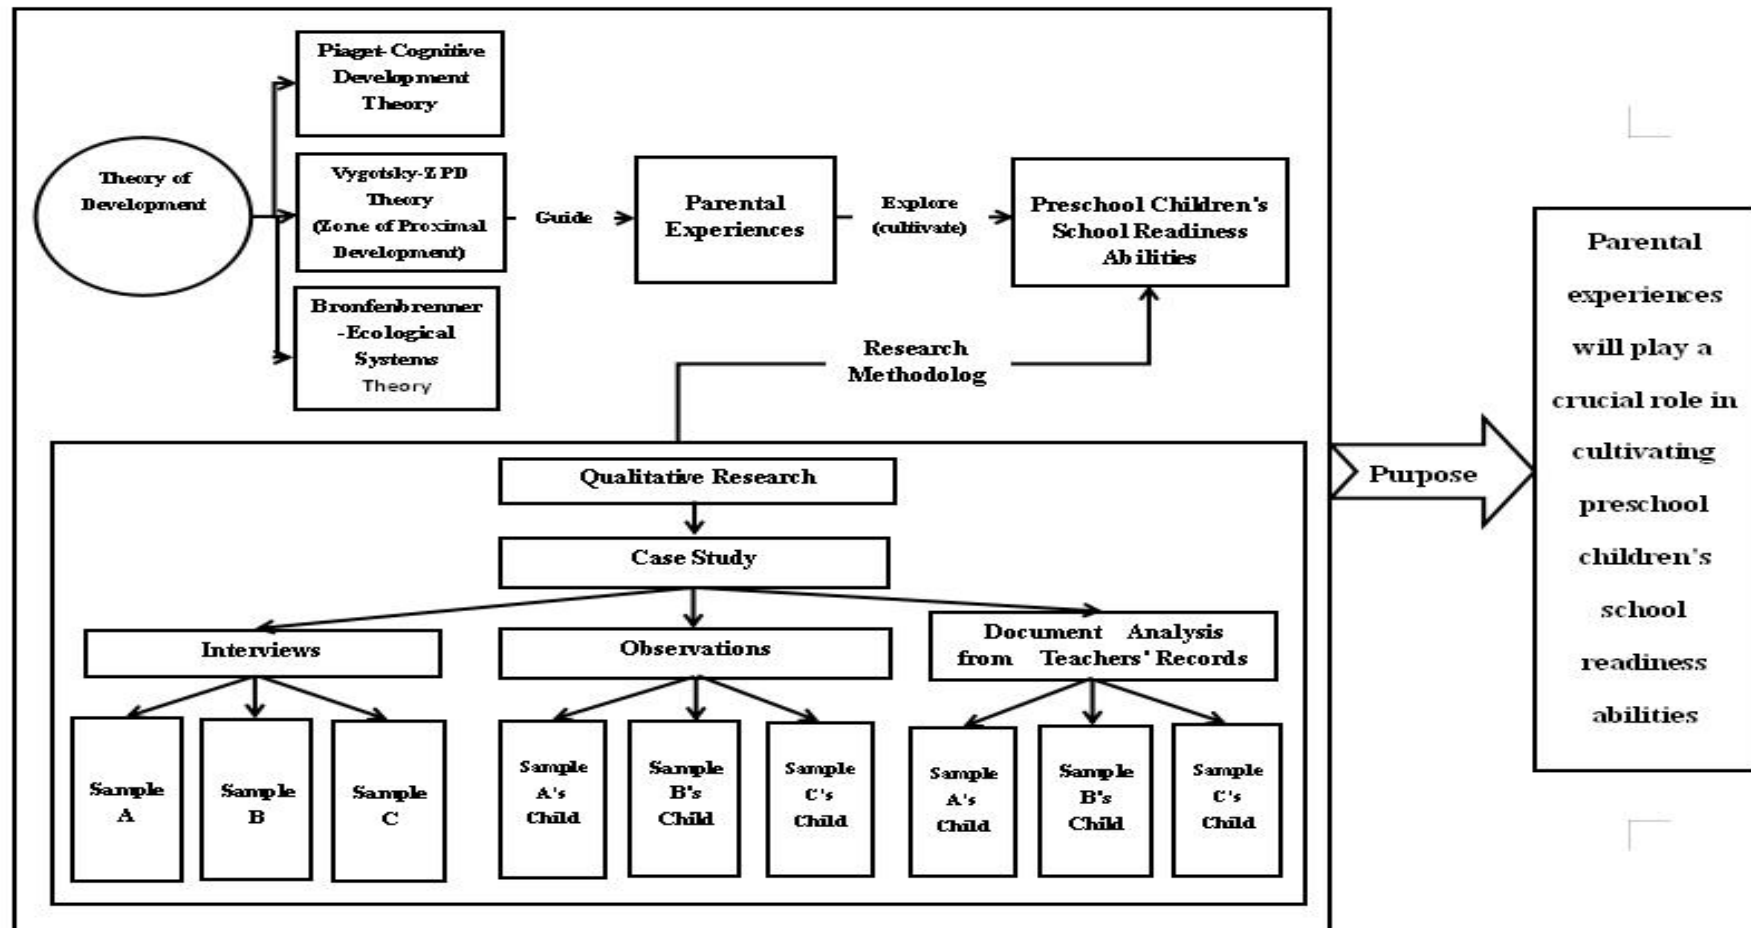 Piaget-Cognitive
Development
Theory
Theory of
Development
Vygotsky-ZPD
Theory
(Zone of Proximal
Development)
Guide
Parental
Experiences
Explore
(cultivate)
Preschool Children's
School Readiness
Abilities
Bronfenbrenner
-Ecological
Systems
Theory
Research
Methodolog
Qualitative Research
Case Study
Interviews
Observations
Document Analysis
from Teachers' Records
Sample
A
Sample
B
Sample
C
Sample
A's
Child
Sample
B's
Child
Sample
C's
Child
Sample
A's
Child
Sample
B's
Child
Sample
C's
Child
Purpose
Parental
experiences
will play a
crucial role in
cultivating
preschool
children's
school
readiness
abilities